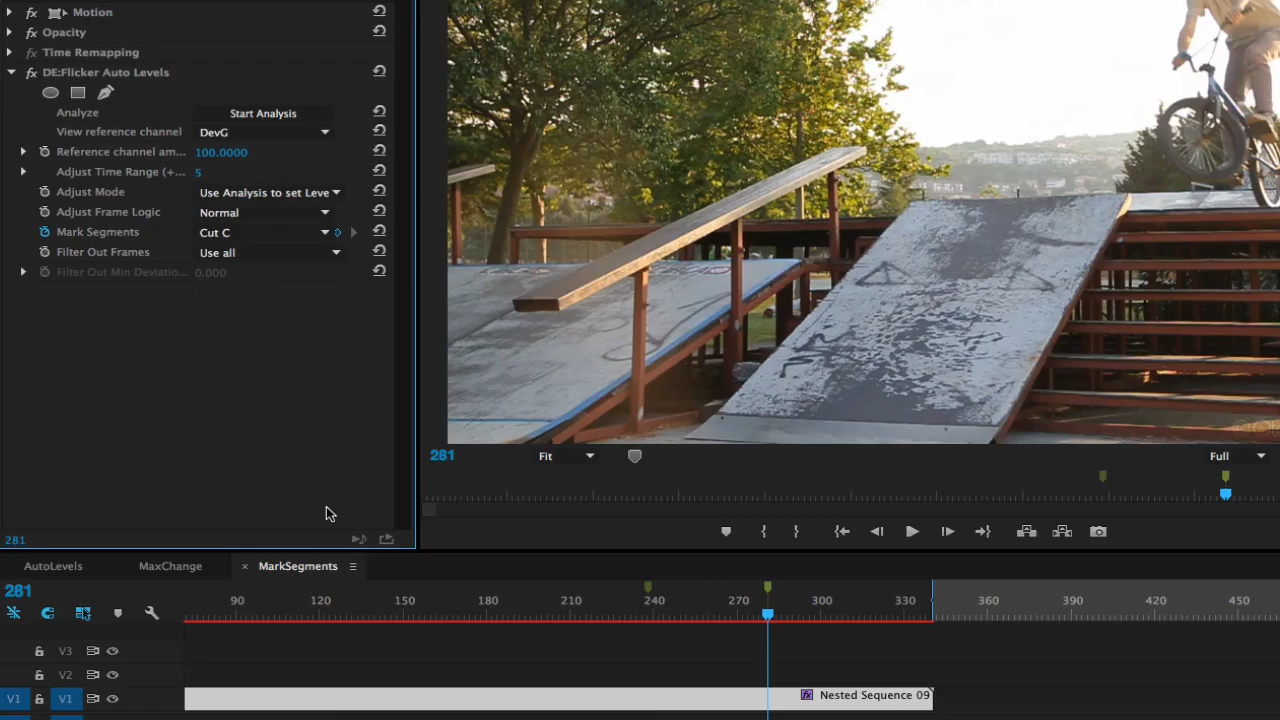 Motion
Opacity
Time Remapping
DE:Flicker Auto Levels
Analyze Start Analysis
View reference channel DevG
Reference channel am... 100.0000
Adjust Time Range (+... 5
Adjust Mode Use Analysis to set Leve
Adjust Frame Logic Normal
Mark Segments Cut C
Filter Out Frames Use all
Filter Out Min Deviatio... 0.000
281 Fit Full
281
AutoLevels MaxChange × MarkSegments
281
90 120 150 180 210 240 270 300 330 360 390 420 450
V3
V2
V1 V1 fx Nested Sequence 09